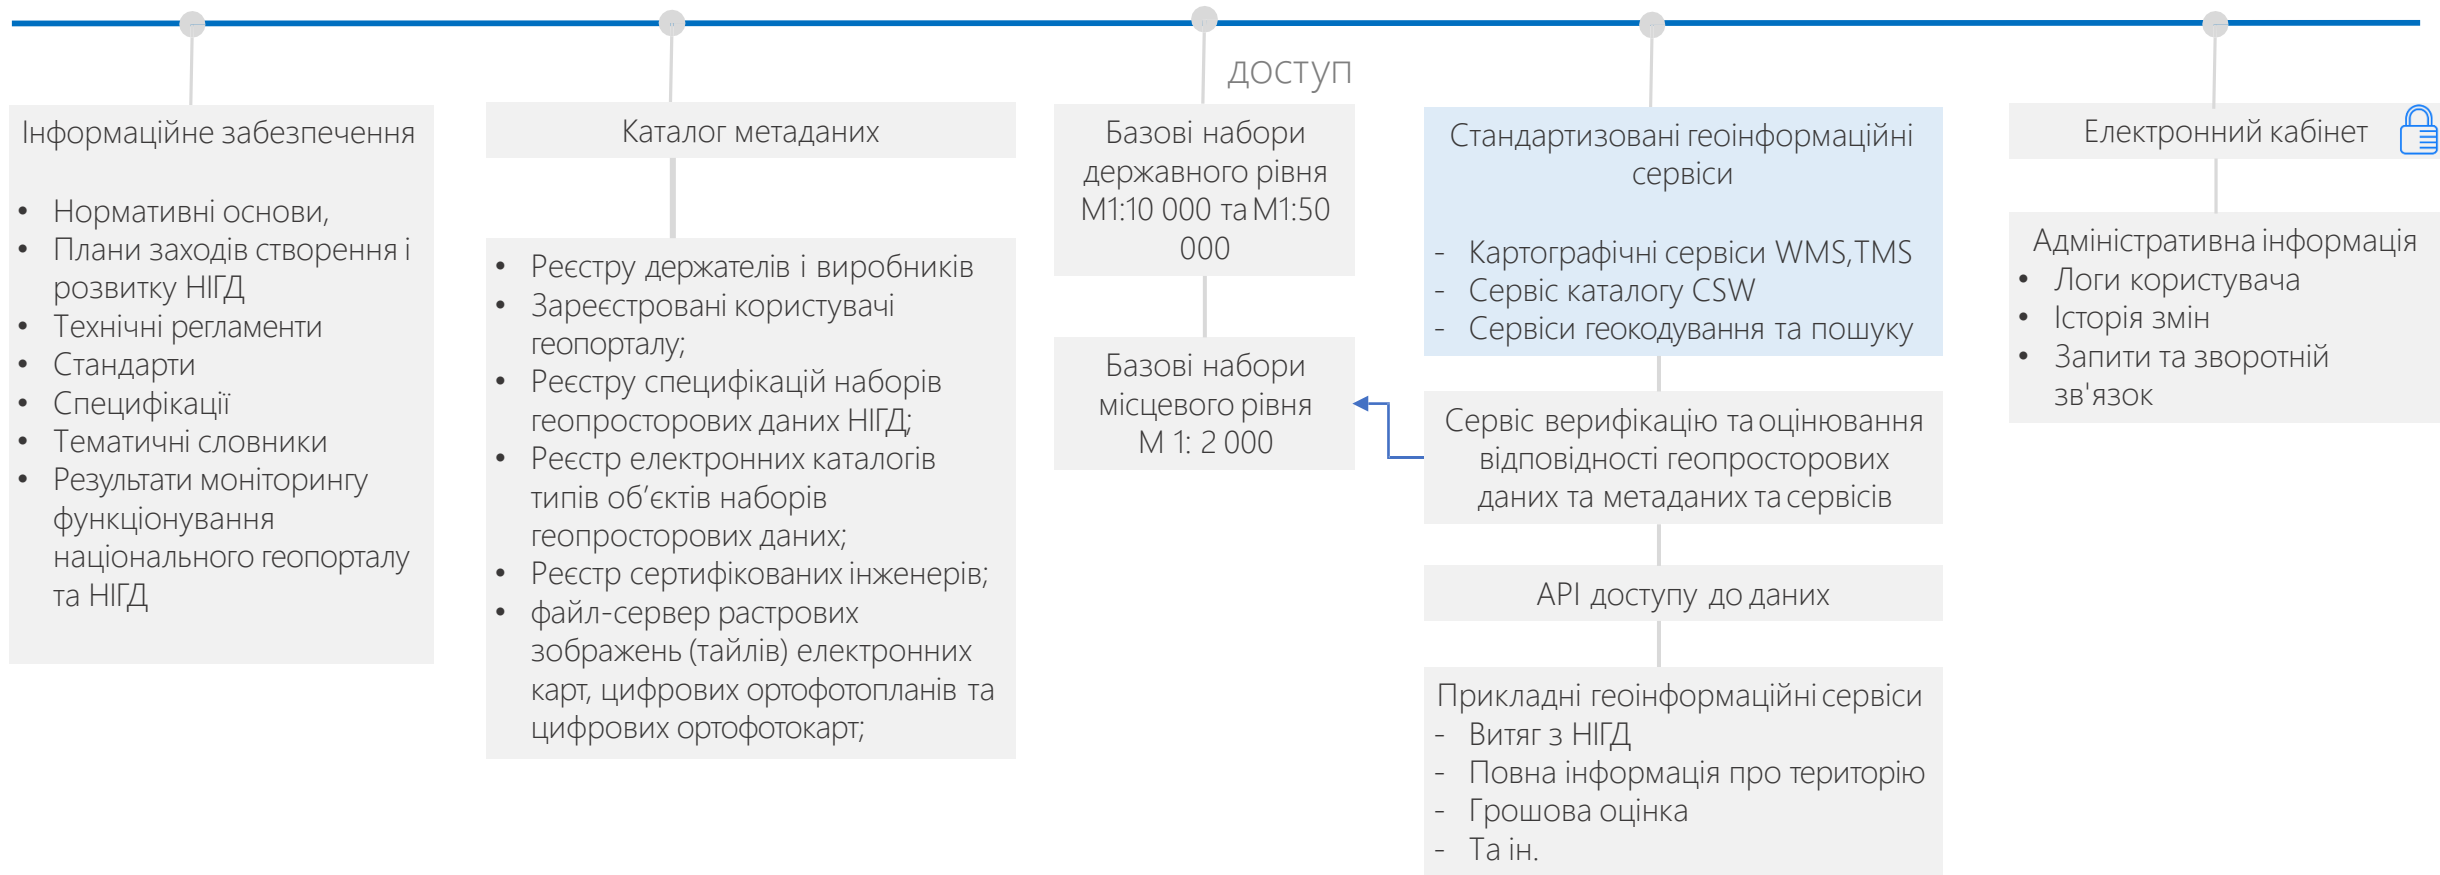 доступ
Інформаційне забезпечення
• Нормативні основи,
• Плани заходів створення і
розвитку НІГД
• Технічні регламенти
• Стандарти
• Специфікації
• Тематичні словники
• Результати моніторингу
функціонування
національного геопорталу
та НІГД
Каталог метаданих
• Реєстру держателів і виробників
• Зареєстровані користувачі
геопорталу;
• Реєстру специфікацій наборів
геопросторових даних НІГД;
• Реєстр електронних каталогів
типів об’єктів наборів
геопросторових даних;
• Реєстр сертифікованих інженерів;
• файл-сервер растрових
зображень (тайлів) електронних
карт, цифрових ортофотопланів та
цифрових ортофотокарт;
Базові набори
державного рівня
М1:10 000 та М1:50
000
Базові набори
місцевого рівня
М 1: 2 000
Стандартизовані геоінформаційні
сервіси
- Картографічні сервіси WMS,TMS
- Сервіс каталогу CSW
- Сервіси геокодування та пошуку
Сервіс верифікацію та оцінювання
відповідності геопросторових
даних та метаданих та сервісів
АРІ доступу до даних
Прикладні геоінформаційні сервіси
- Витяг з НІГД
- Повна інформація про територію
- Грошова оцінка
- Та ін.
Електронний кабінет
Адміністративна інформація
• Логи користувача
• Історія змін
• Запити та зворотній
зв'язок